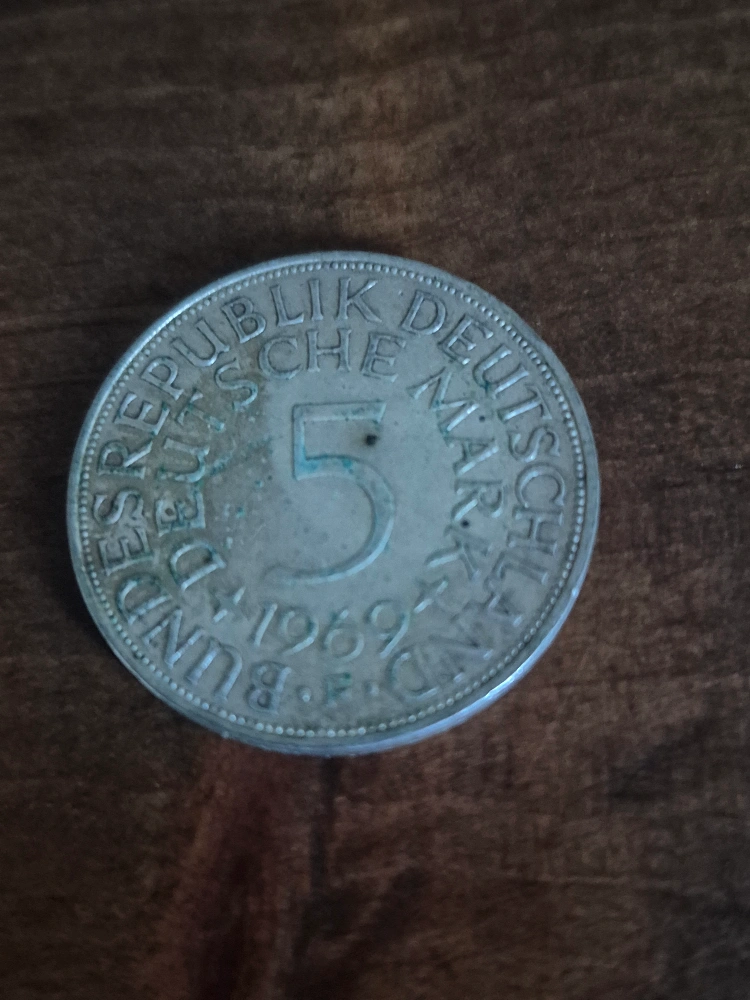 BUNDESREPUBLIK DEUTSCHLAND
DEUTSCHE MARK
5
1969
F